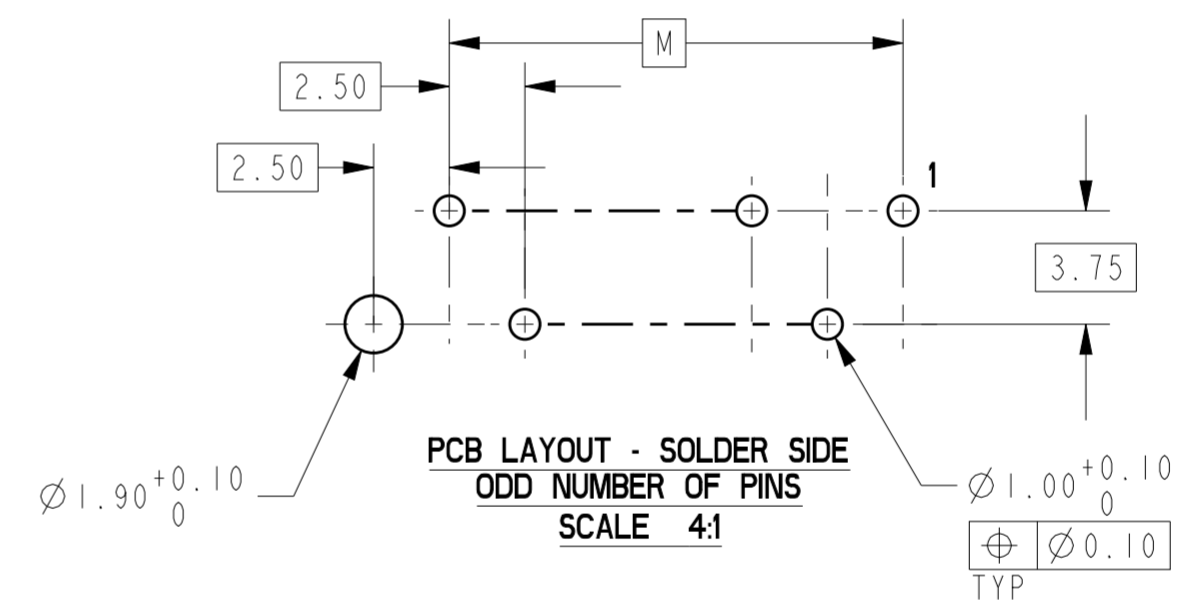 M
2.50
2.50
1
3.75
PCB LAYOUT - SOLDER SIDE
ODD NUMBER OF PINS
SCALE 4:1
Ø1.90 +0.10 0
Ø1.00 +0.10 0
⌖ Ø0.10
TYP